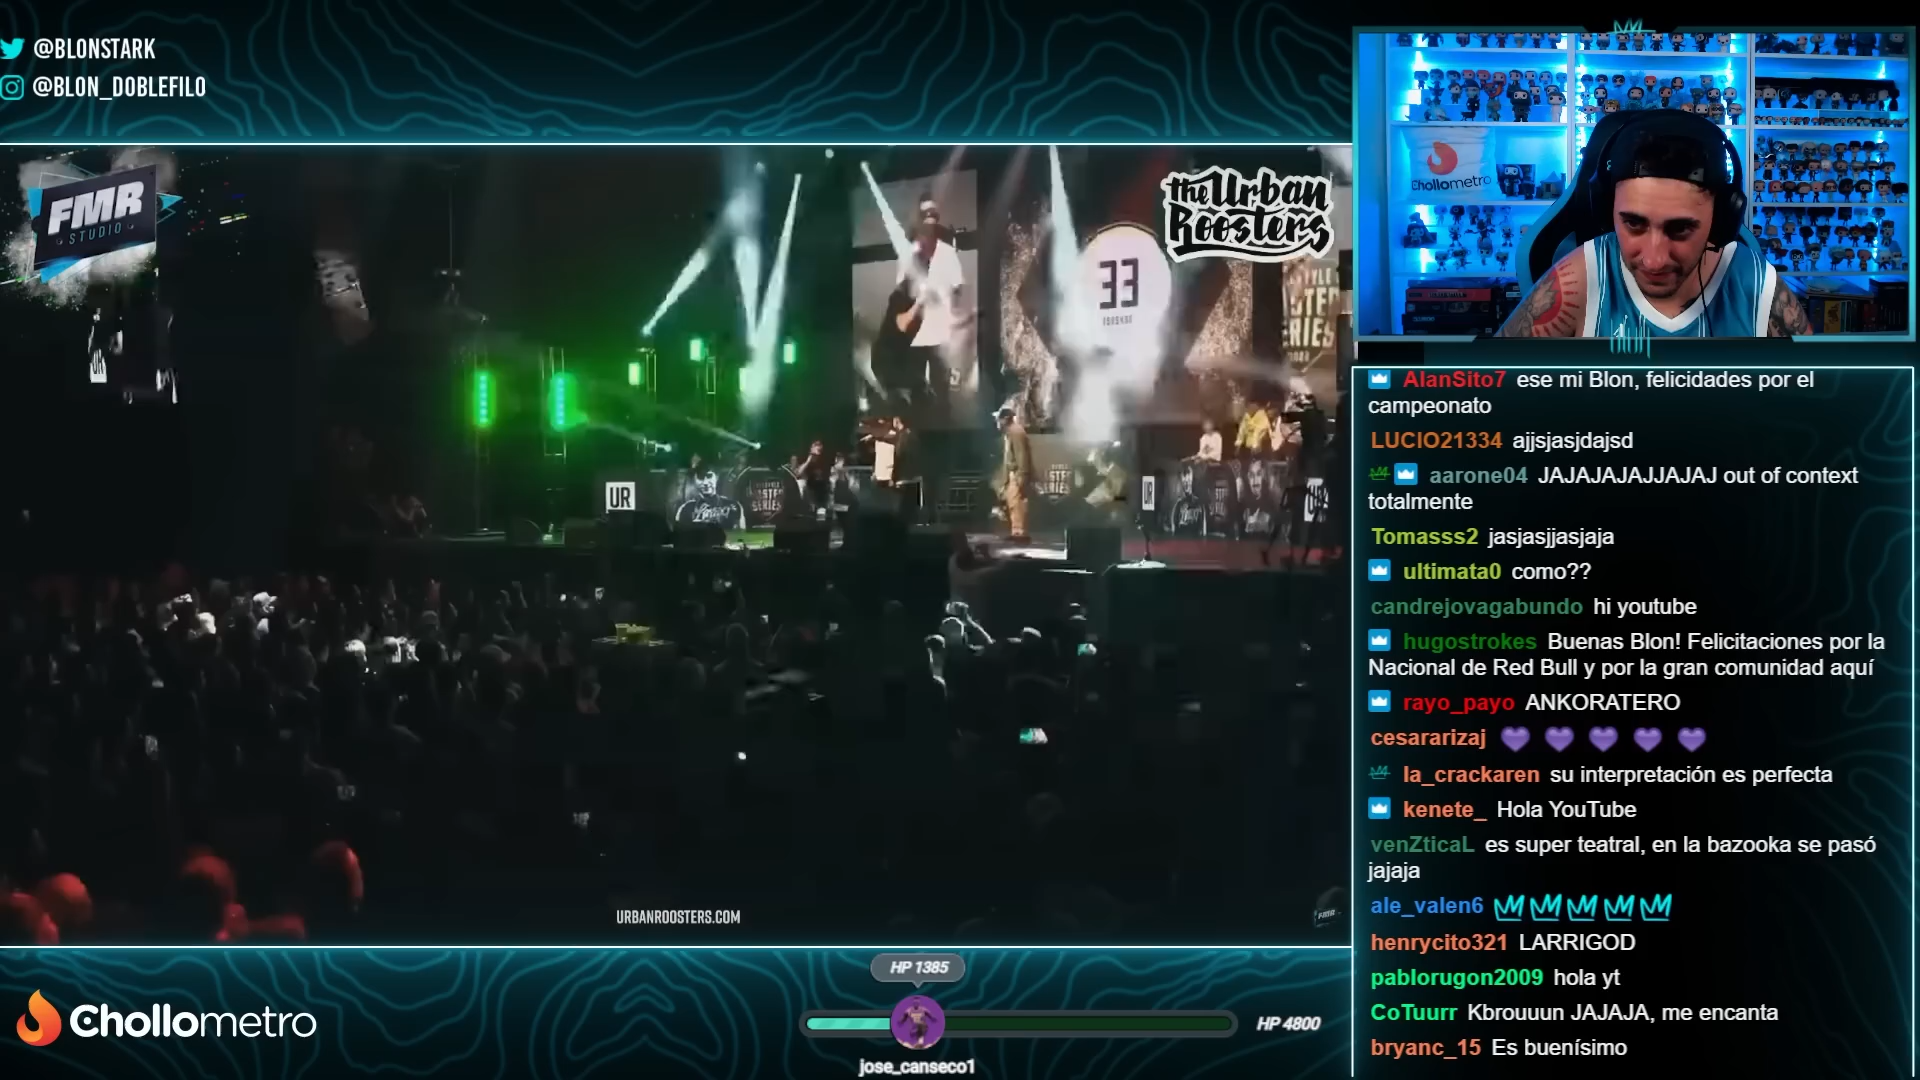 @BLONSTARK
@BLON_DOBLEFILO
FMR
STUDIO
the Urban
Roosters
33
UR
UR
UR
STER
SERIES
URBANROOSTERS.COM
Chollometro
AlanSito7 ese mi Blon, felicidades por el
campeonato
LUCIO21334 ajjsjasjdajsd
aarone04 JAJAJAJAJJAJAJ out of context
totalmente
Tomasss2 jasjasjjasjaja
ultimata0 como??
candrejovagabundo hi youtube
hugostrokes Buenas Blon! Felicitaciones por la
Nacional de Red Bull y por la gran comunidad aquí
rayo_payo ANKORATERO
cesararizaj 💜 💜 💜 💜 💜
la_crackaren su interpretación es perfecta
kenete_ Hola YouTube
venZticaL es super teatral, en la bazooka se pasó
jajaja
ale_valen6
henrycito321 LARRIGOD
pablorugon2009 hola yt
CoTuurr Kbrouuun JAJAJA, me encanta
bryanc_15 Es buenísimo
Chollometro
HP 1385
HP 4800
jose_canseco1